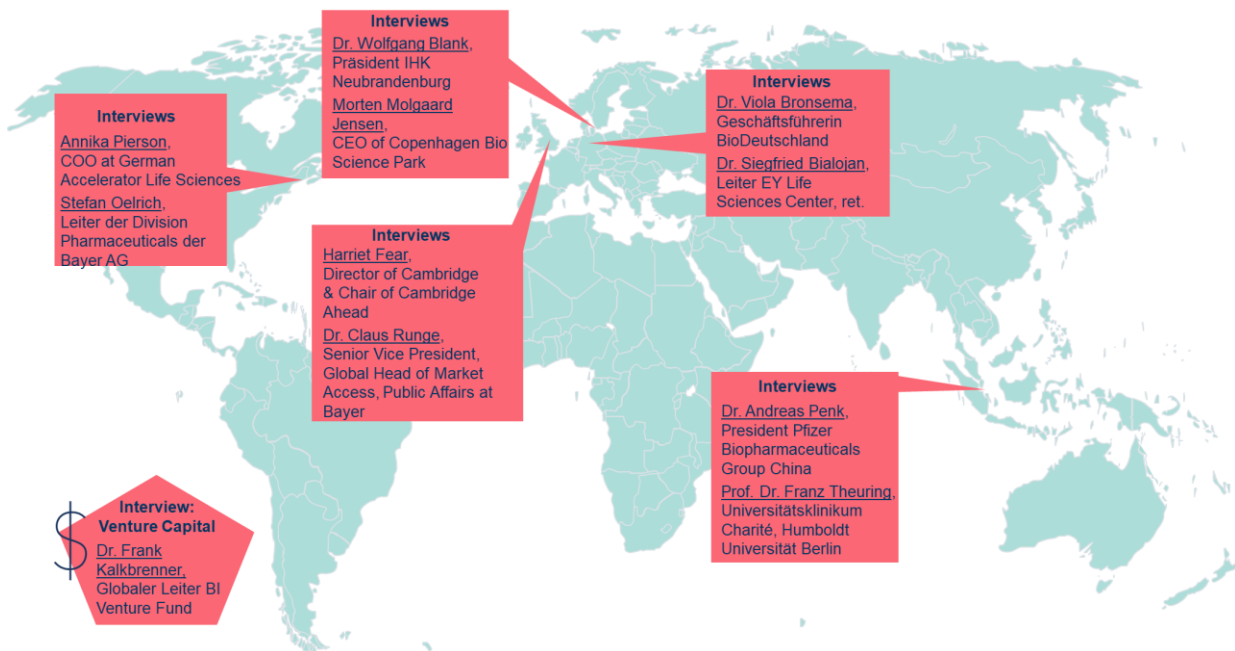 Interviews
Dr. Wolfgang Blank,
Präsident IHK
Neubrandenburg
Morten Molgaard
Jensen,
CEO of Copenhagen Bio
Science Park
Interviews
Dr. Viola Bronsema,
Geschäftsführerin
BioDeutschland
Dr. Siegfried Bialojan,
Leiter EY Life
Sciences Center, ret.
Interviews
Annika Pierson,
COO at German
Accelerator Life Sciences
Stefan Oelrich,
Leiter der Division
Pharmaceuticals der
Bayer AG
Interviews
Harriet Fear,
Director of Cambridge
& Chair of Cambridge
Ahead
Dr. Claus Runge,
Senior Vice President,
Global Head of Market
Access, Public Affairs at
Bayer
Interviews
Dr. Andreas Penk,
President Pfizer
Biopharmaceuticals
Group China
Prof. Dr. Franz Theuring,
Universitätsklinikum
Charité, Humboldt
Universität Berlin
$
Interview:
Venture Capital
Dr. Frank
Kalkbrenner,
Globaler Leiter BI
Venture Fund